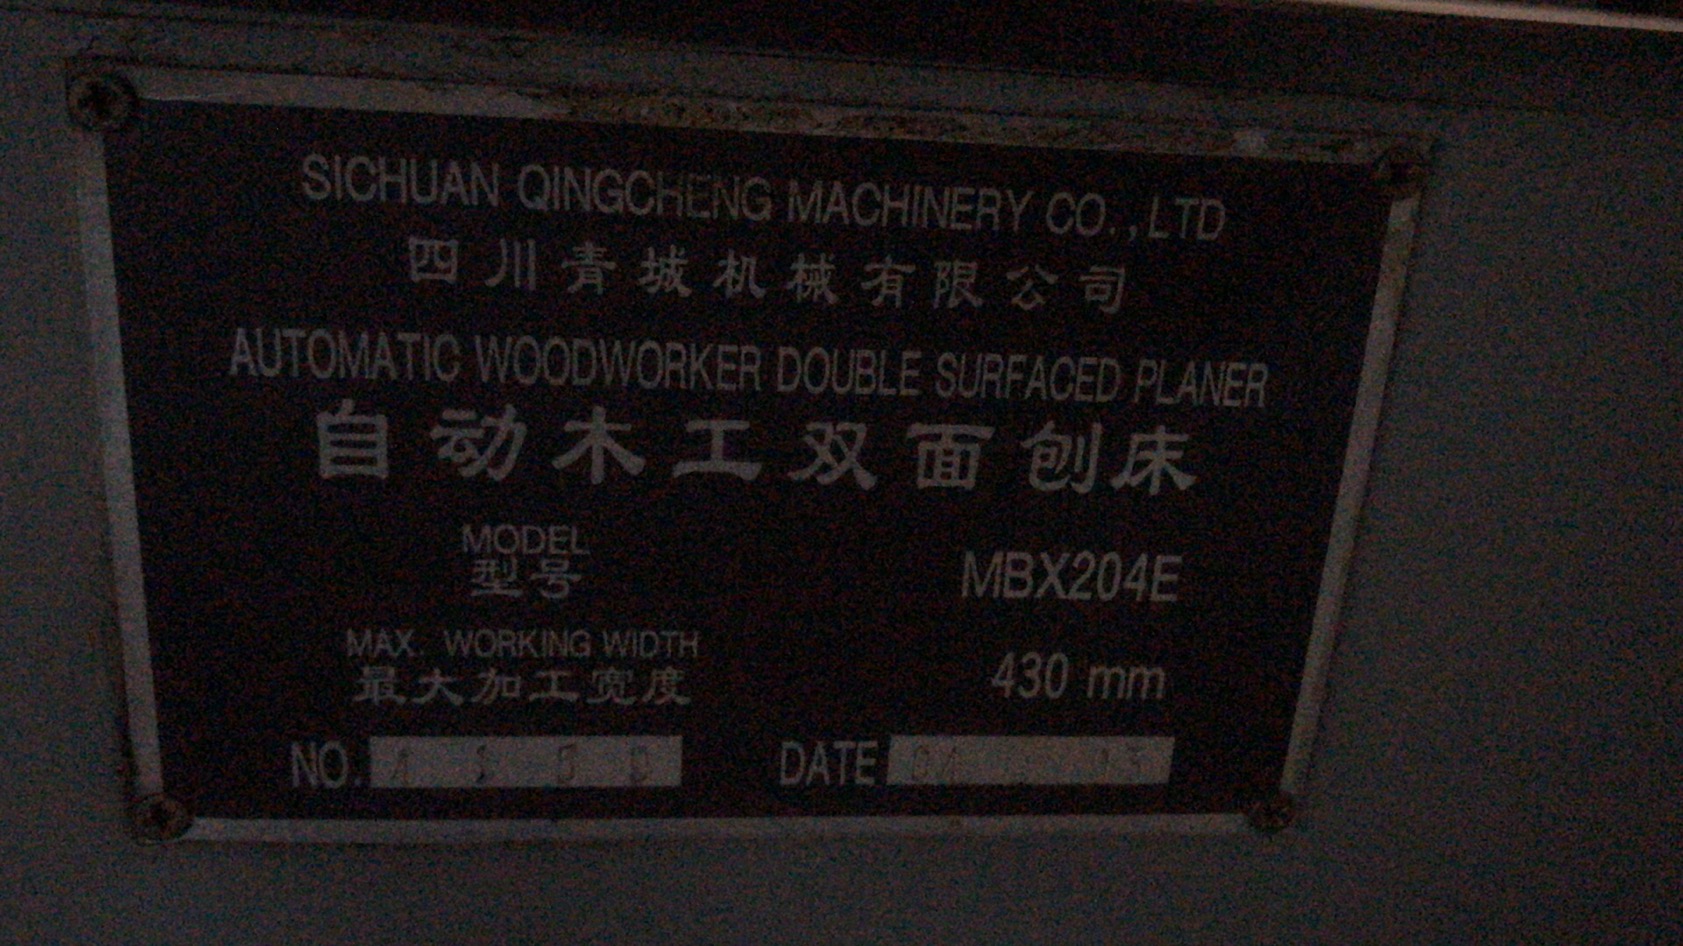 SICHUAN QINGCHENG MACHINERY CO.,LTD
四川青城机械有限公司
AUTOMATIC WOODWORKER DOUBLE SURFACED PLANER
自动木工双面刨床
MODEL
型号
MBX204E
MAX. WORKING WIDTH
最大加工宽度
430 mm
NO.
DATE